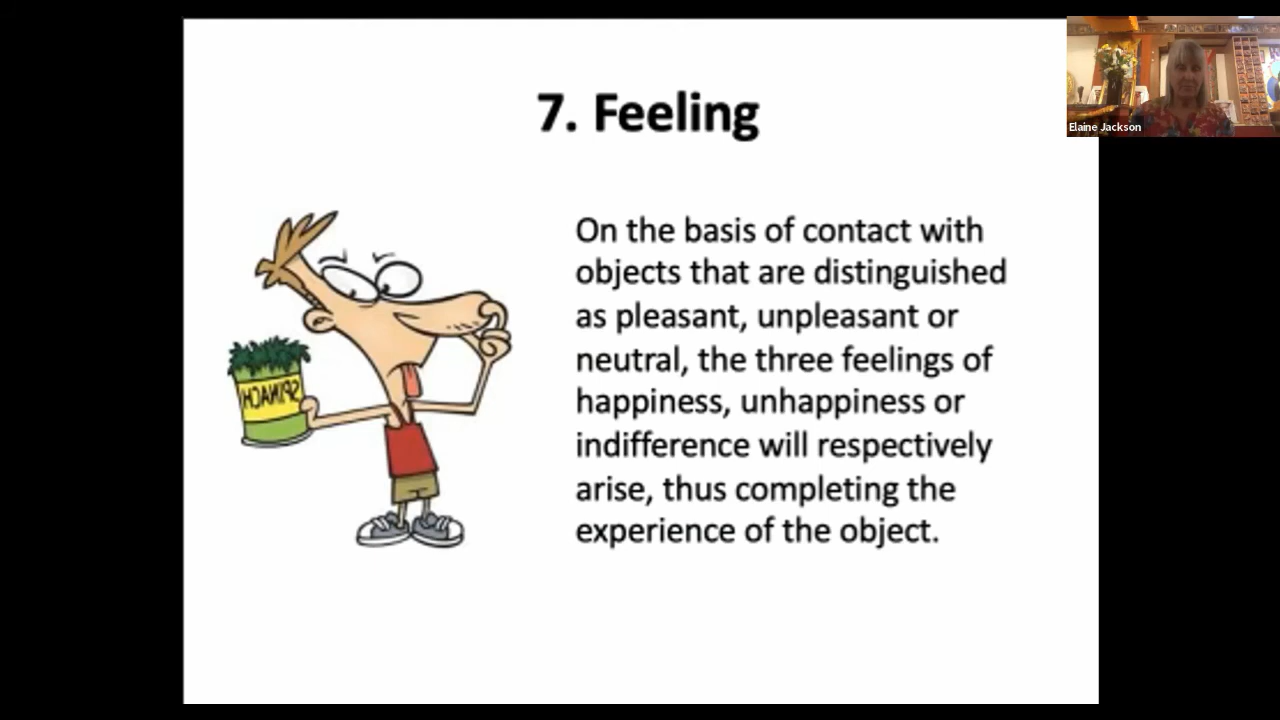 Elaine Jackson
7. Feeling
On the basis of contact with
objects that are distinguished
as pleasant, unpleasant or
neutral, the three feelings of
happiness, unhappiness or
indifference will respectively
arise, thus completing the
experience of the object.
SPINACH